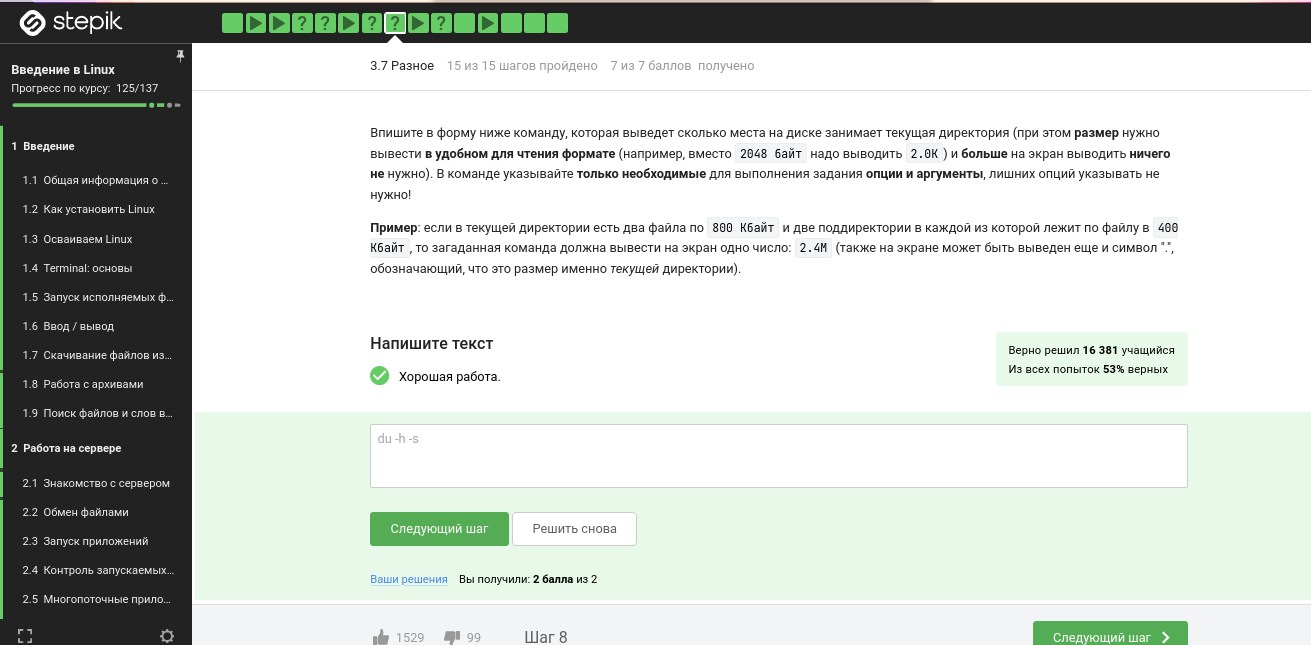 stepik
? ? ? ? ?
Введение в Linux
Прогресс по курсу: 125/137
1 Введение
1.1 Общая информация о ...
1.2 Как установить Linux
1.3 Осваиваем Linux
1.4 Terminal: основы
1.5 Запуск исполняемых ф...
1.6 Ввод / вывод
1.7 Скачивание файлов из...
1.8 Работа с архивами
1.9 Поиск файлов и слов в...
2 Работа на сервере
2.1 Знакомство с сервером
2.2 Обмен файлами
2.3 Запуск приложений
2.4 Контроль запускаемых...
2.5 Многопоточные прило...
3.7 Разное 15 из 15 шагов пройдено 7 из 7 баллов получено
Впишите в форму ниже команду, которая выведет сколько места на диске занимает текущая директория (при этом размер нужно
вывести в удобном для чтения формате (например, вместо 2048 байт надо выводить 2.0K ) и больше на экран выводить ничего
не нужно). В команде указывайте только необходимые для выполнения задания опции и аргументы, лишних опций указывать не
нужно!
Пример: если в текущей директории есть два файла по 800 Кбайт и две поддиректории в каждой из которой лежит по файлу в 400
Кбайт, то загаданная команда должна вывести на экран одно число: 2.4M (также на экране может быть выведен еще и символ ".",
обозначающий, что это размер именно текущей директории).
Напишите текст
Хорошая работа.
Верно решил 16 381 учащийся
Из всех попыток 53% верных
du -h -s
Следующий шаг Решить снова
Ваши решения Вы получили: 2 балла из 2
1529 99 Шаг 8 Следующий шаг